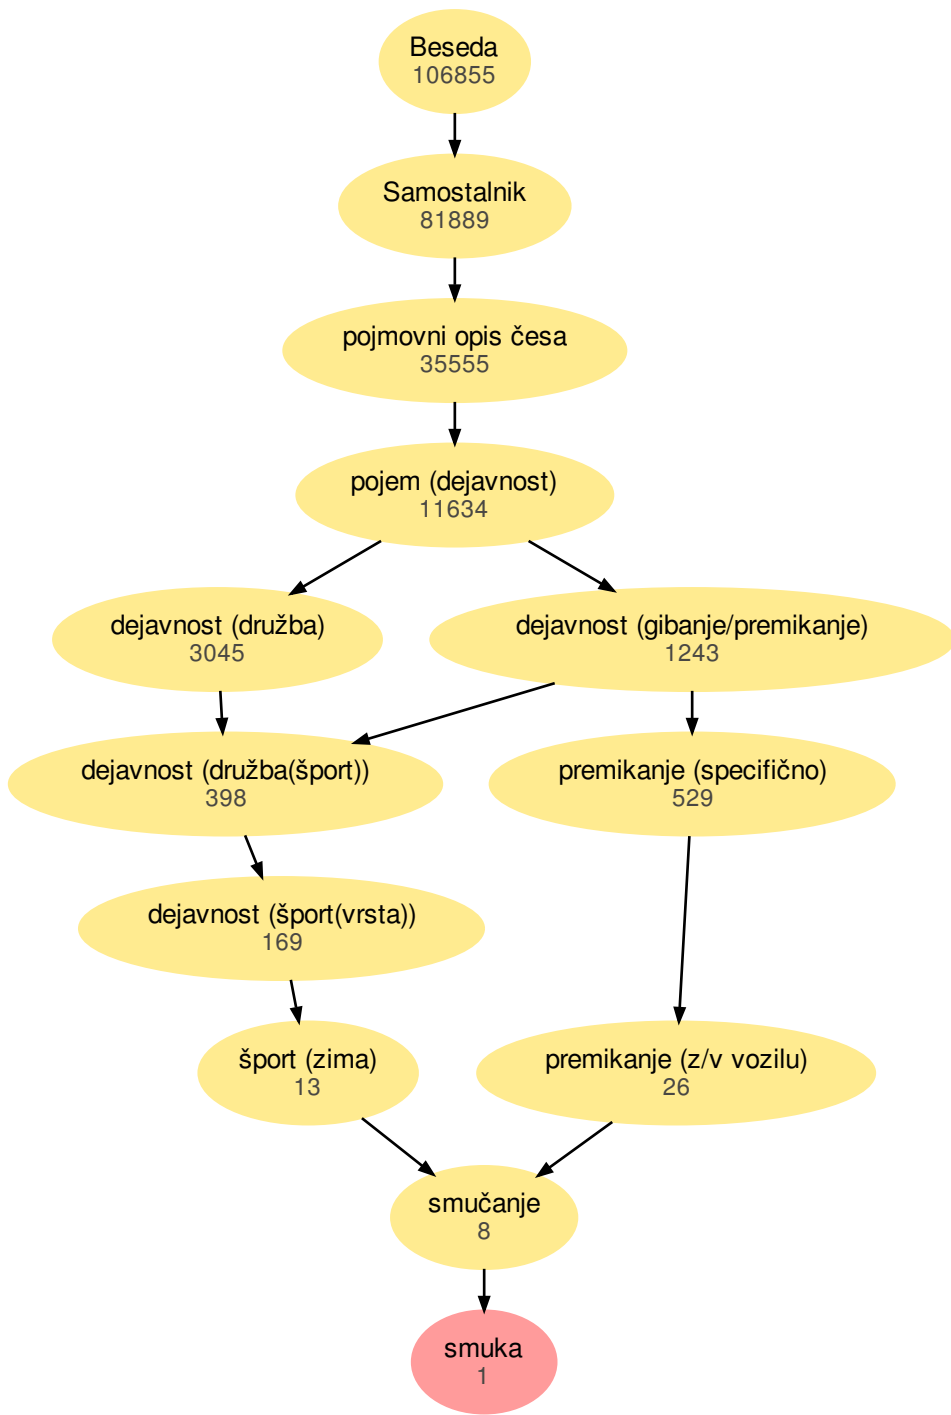 Beseda
106855
Samostalnik
81889
pojmovni opis česa
35555
pojem (dejavnost)
11634
dejavnost (družba)
3045
dejavnost (gibanje/premikanje)
1243
dejavnost (družba(šport))
398
premikanje (specifično)
529
dejavnost (šport(vrsta))
169
šport (zima)
13
premikanje (z/v vozilu)
26
smučanje
8
smuka
1